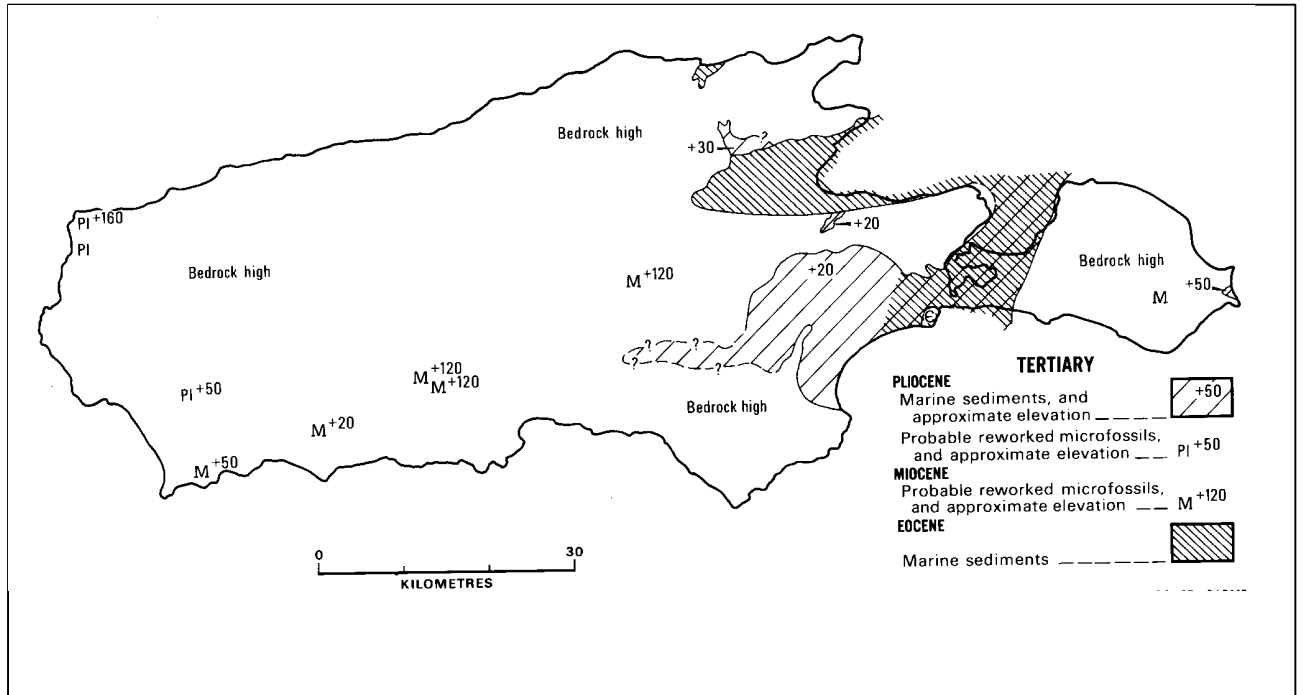 Bedrock high
+30
?
Pl +160
Pl
+20
Bedrock high
M +120
+20
Bedrock high
M
+50
Є
?
?
?
?
?
M +120
M +120
Pl +50
Bedrock high
M +20
M +50
TERTIARY
PLIOCENE
Marine sediments, and
approximate elevation
+50
Probable reworked microfossils,
and approximate elevation
Pl +50
MIOCENE
Probable reworked microfossils,
and approximate elevation
M +120
EOCENE
Marine sediments
0
30
KILOMETRES